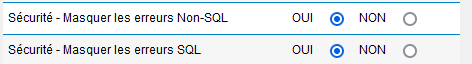 Sécurité - Masquer les erreurs Non-SQL OUI NON
Sécurité - Masquer les erreurs SQL OUI NON